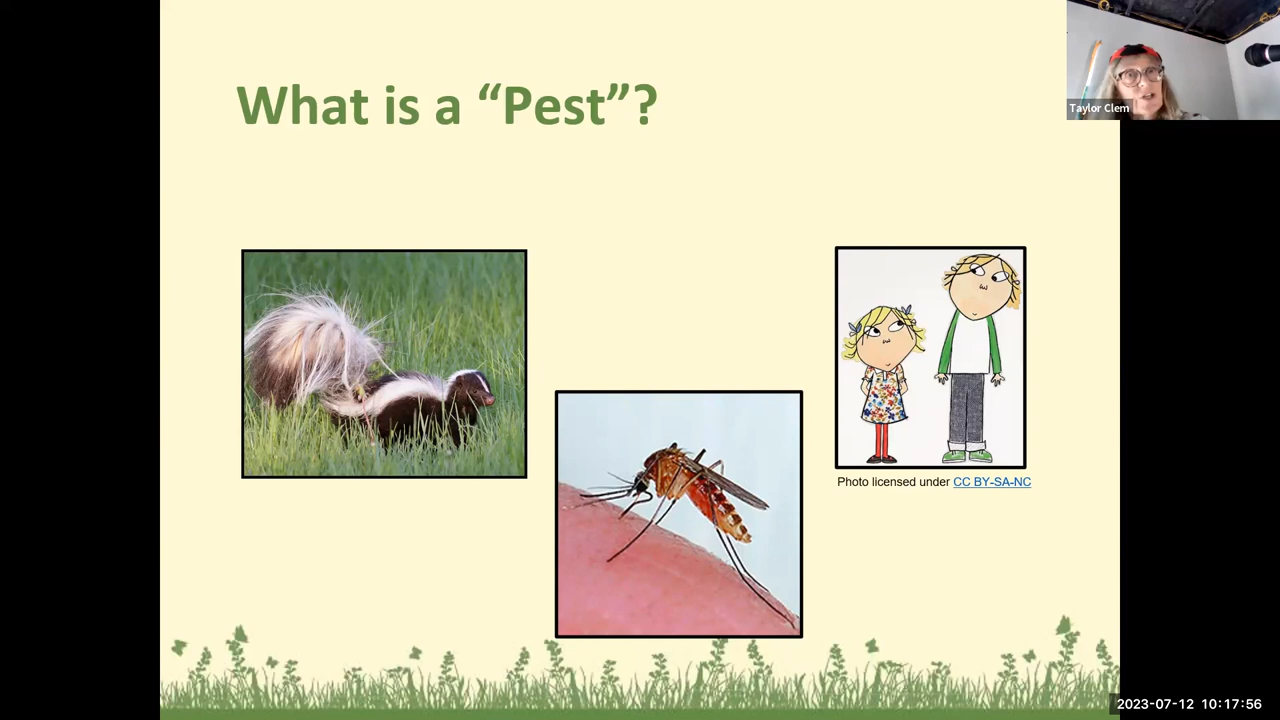 What is a “Pest”?
Taylor Clem
Photo licensed under CC BY-SA-NC
2023-07-12 10:17:56